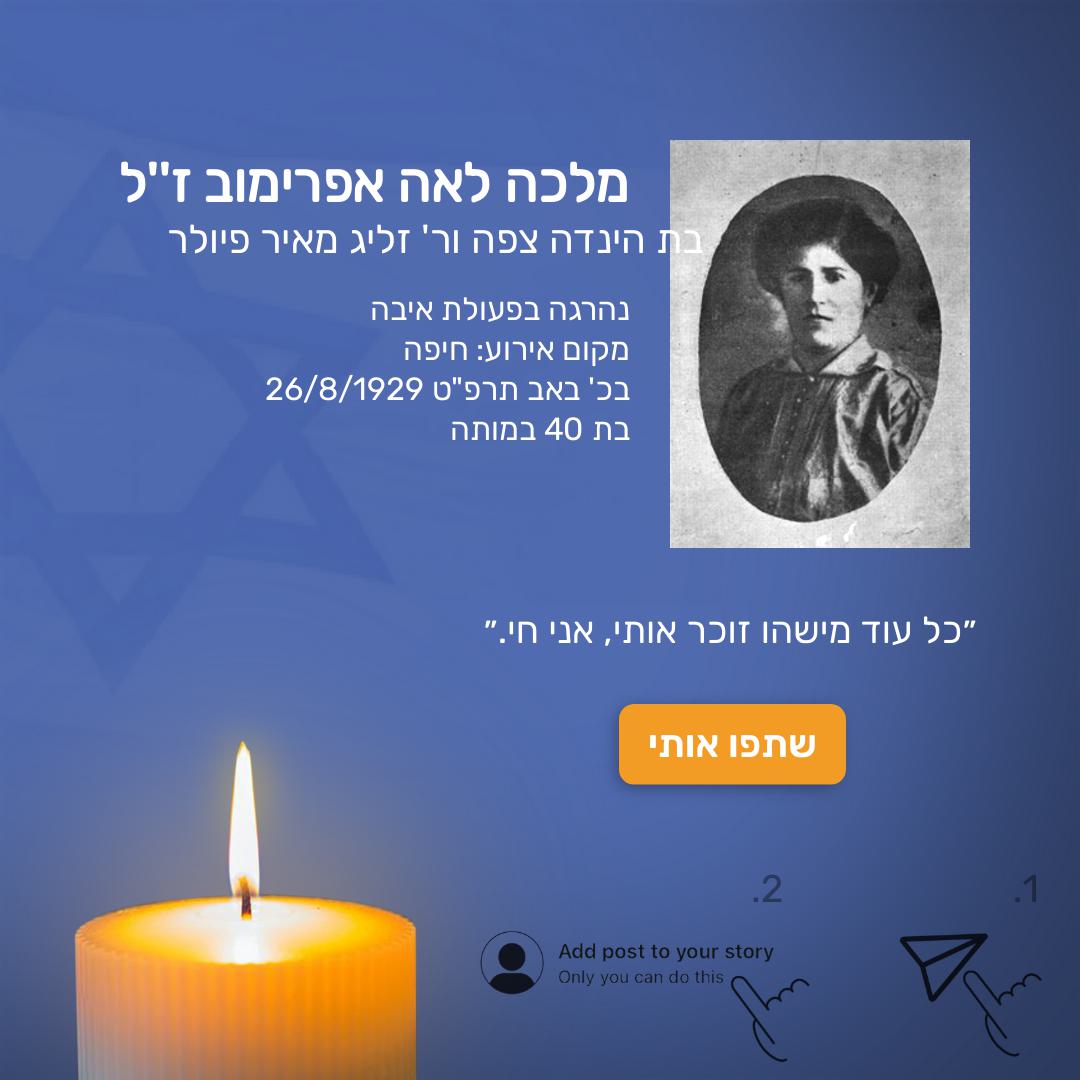 מלכה לאה אפרימוב ז''ל
בת הינדה צפה ור' זליג מאיר פיולר
נהרגה בפעולת איבה
מקום אירוע: חיפה
בכ' באב תרפ"ט 26/8/1929
בת 40 במותה
״כל עוד מישהו זוכר אותי, אני חי.״
שתפו אותי
1.
2.
Add post to your story
Only you can do this